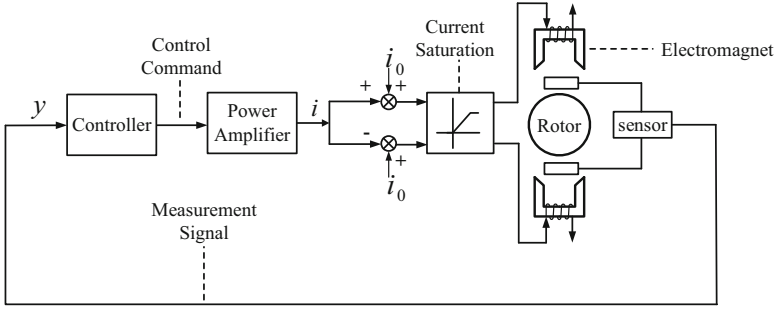 Control
Command
Current
Saturation
Electromagnet
i0
+
+
y
Controller
Power
Amplifier
i
Rotor
sensor
-
+
i0
Measurement
Signal